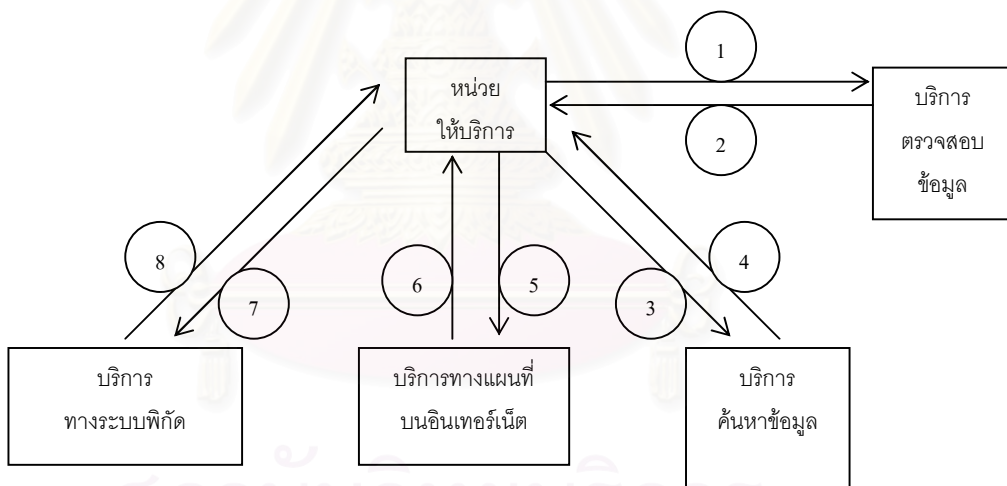 1
หน่วย
ให้บริการ
บริการ
ตรวจสอบ
ข้อมูล
2
8
7
6
5
3
4
บริการ
ทางระบบพิกัด
บริการทางแผนที่
บนอินเทอร์เน็ต
บริการ
ค้นหาข้อมูล